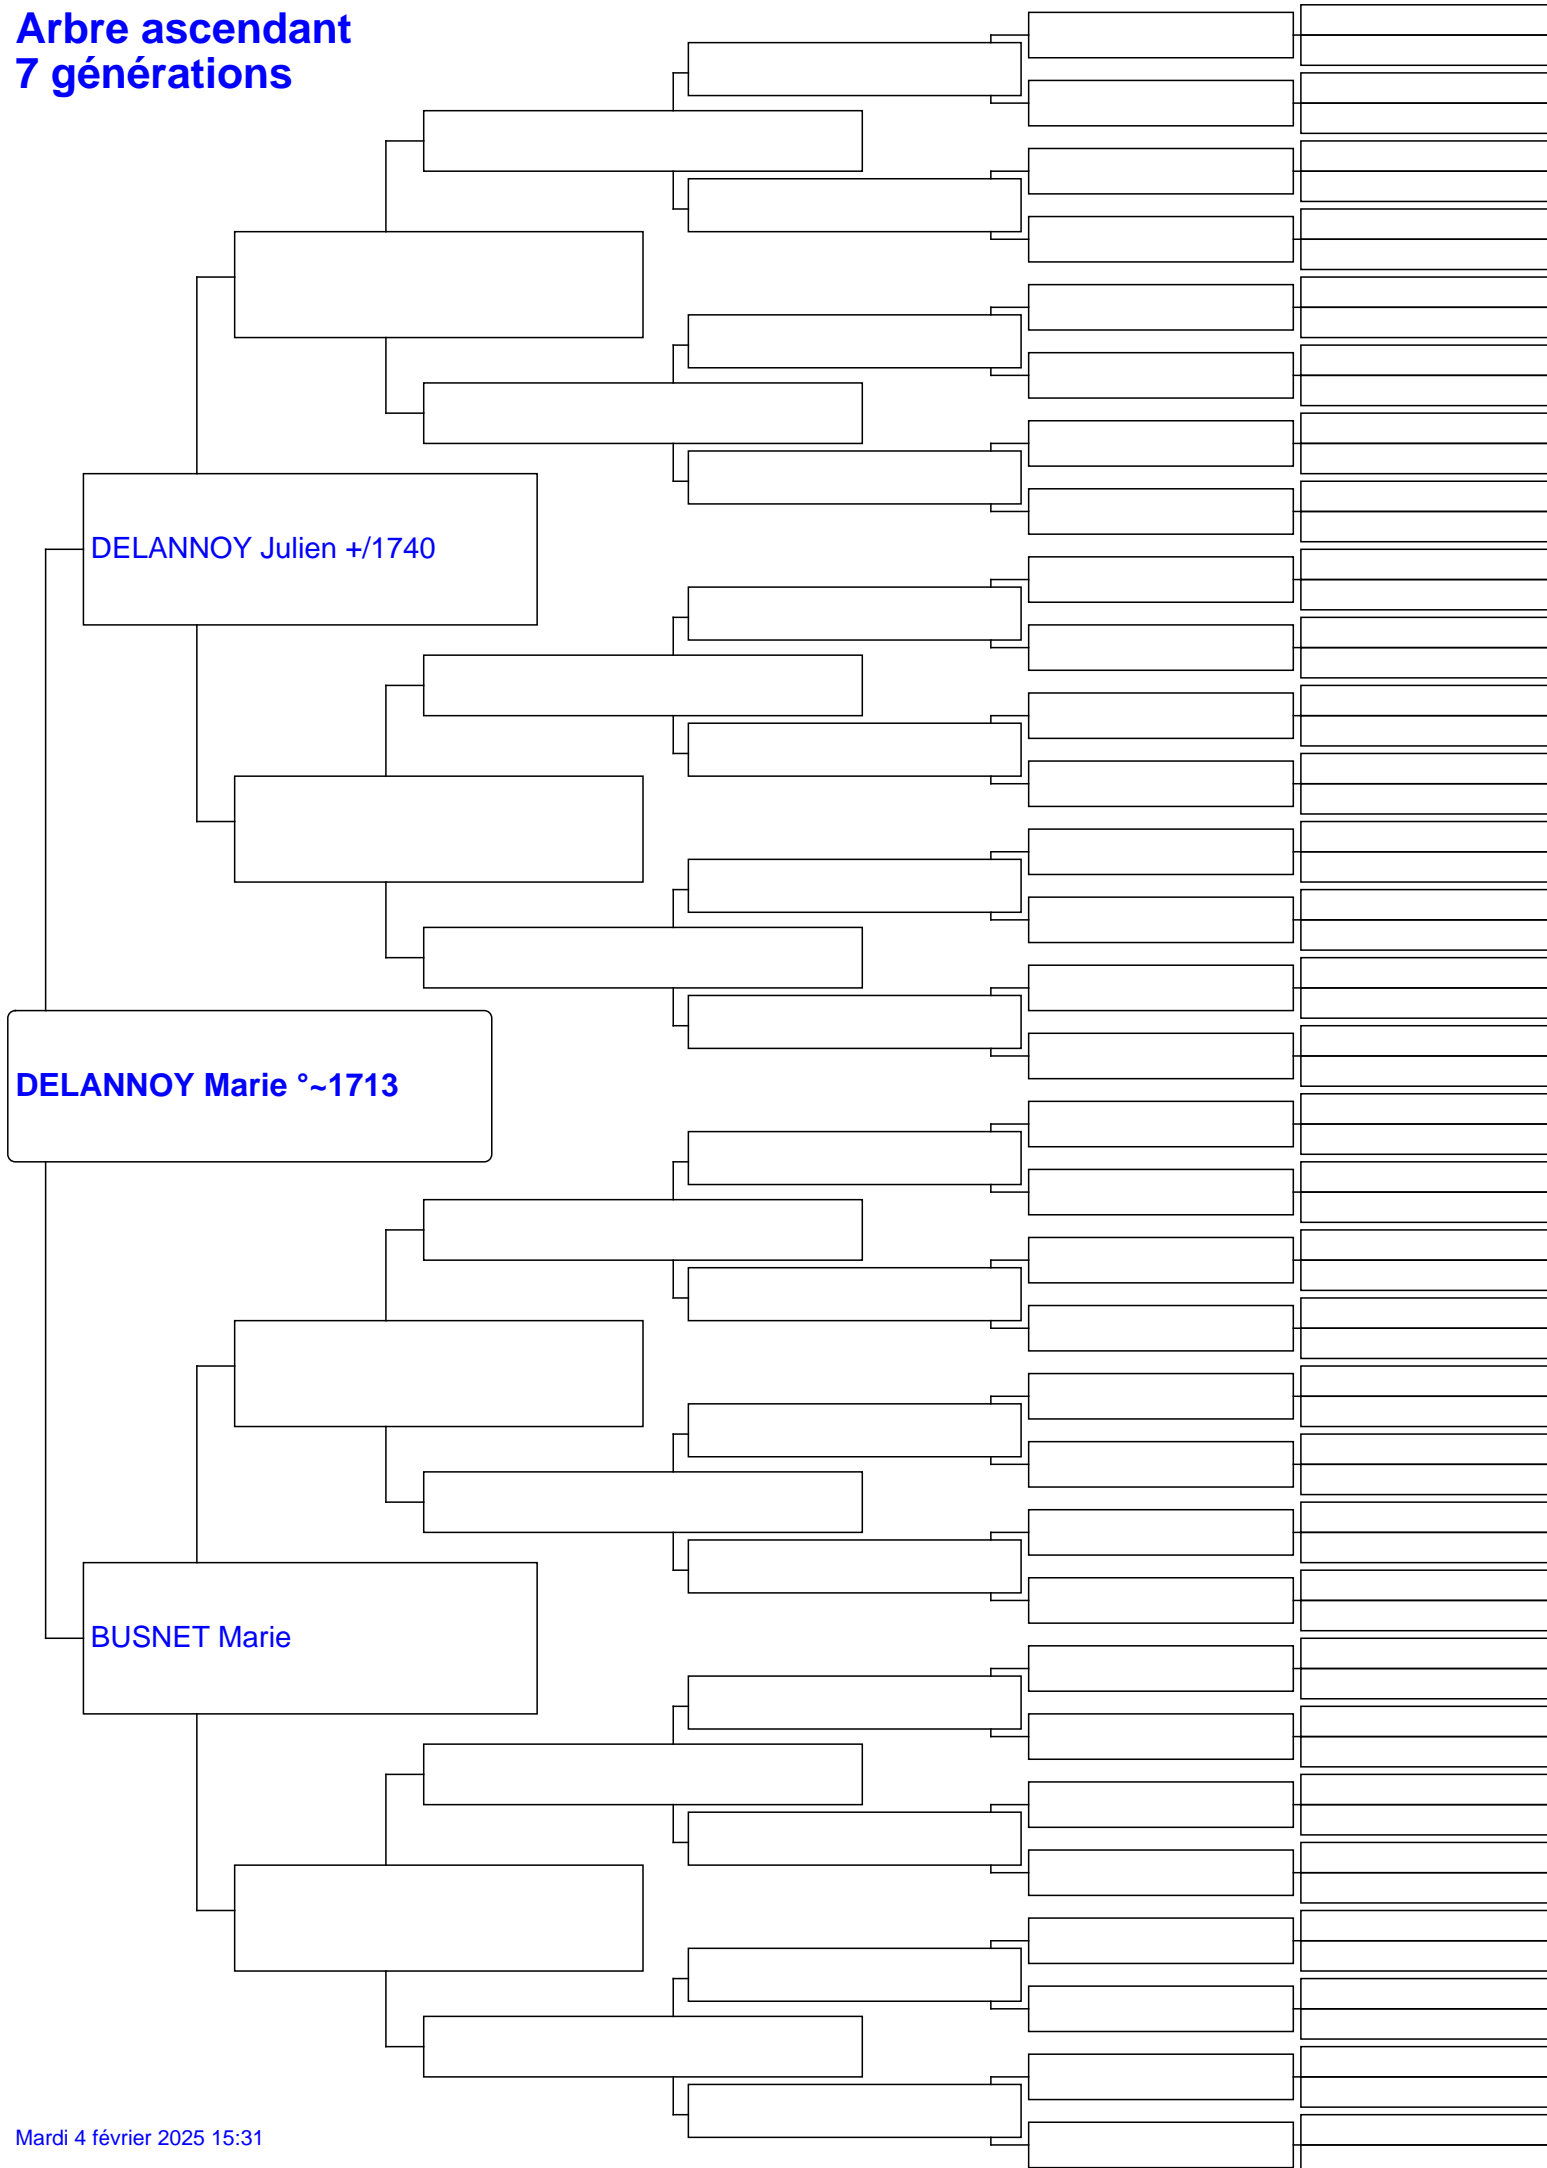 Arbre ascendant
7 générations
DELANNOY Julien +/1740
DELANNOY Marie °~1713
BUSNET Marie
Mardi 4 février 2025 15:31